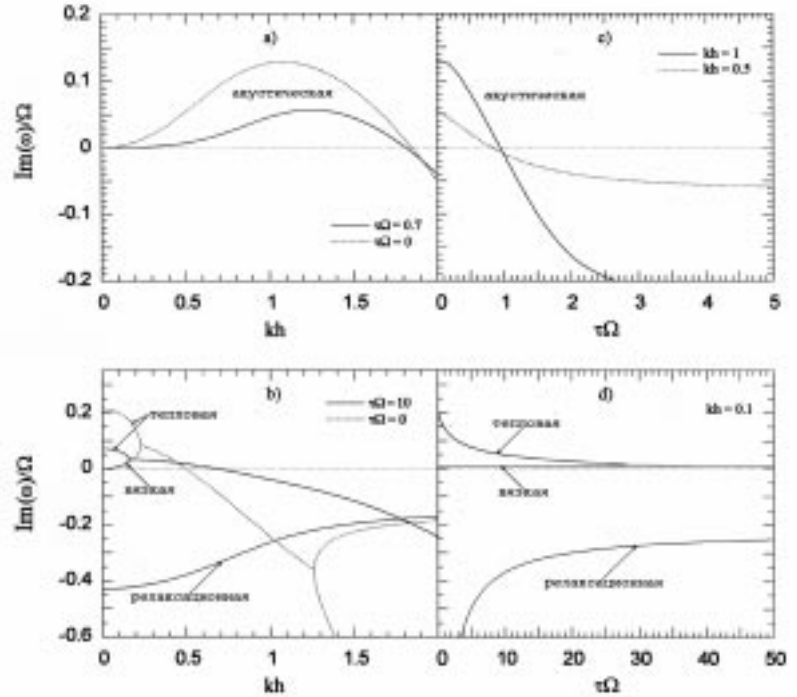 a)
акустическая
τΩ = 0.7
τΩ = 0
Im(ω)/Ω
0.2
0.1
0
-0.1
-0.2
0 0.5 1 1.5
kh
c)
kh = 1
kh = 0.5
акустическая
0 1 2 3 4 5
τΩ
b)
τΩ = 10
τΩ = 0
тепловая
вязкая
релаксационная
Im(ω)/Ω
0.2
0
-0.2
-0.4
-0.6
0 0.5 1 1.5
kh
d)
kh = 0.1
тепловая
вязкая
релаксационная
0 10 20 30 40 50
τΩ